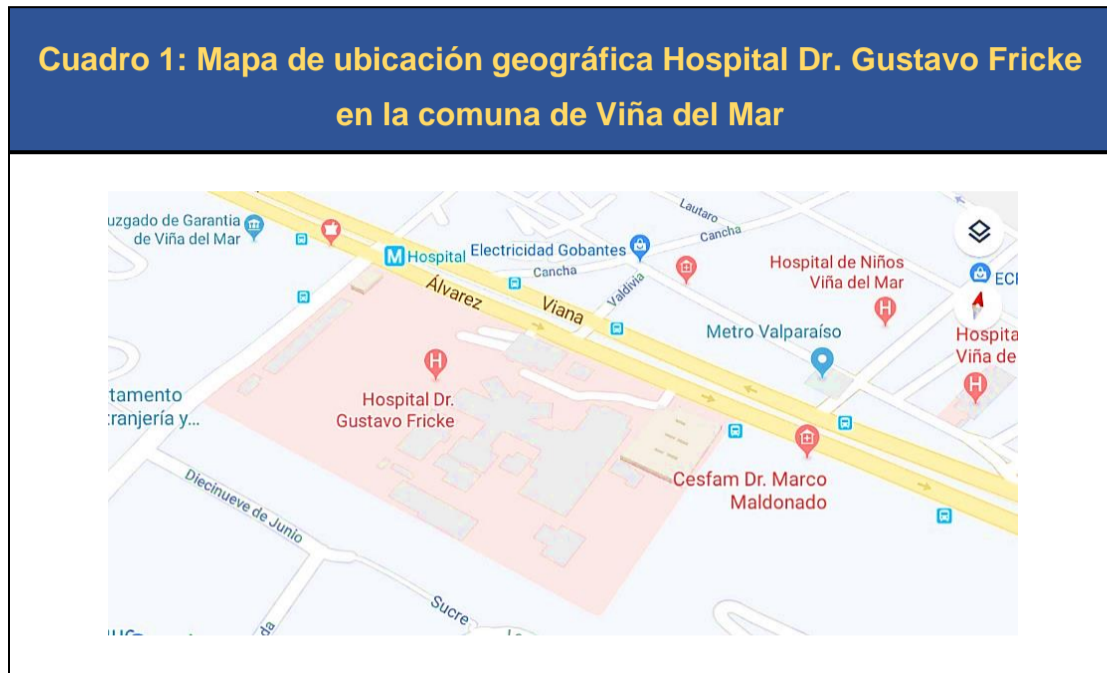 Cuadro 1: Mapa de ubicación geográfica Hospital Dr. Gustavo Fricke
en la comuna de Viña del Mar
uzgado de Garantia
de Viña del Mar
M Hospital
Electricidad Gobantes
Lautaro
Cancha
Cancha
Valdivia
Álvarez
Viana
Hospital de Niños
Viña del Mar
H
ECI
Metro Valparaíso
Hospita
Viña de
H
H
Hospital Dr.
Gustavo Fricke
tamento
tranjería y...
Cesfam Dr. Marco
Maldonado
Diecinueve de Junio
Sucre
da